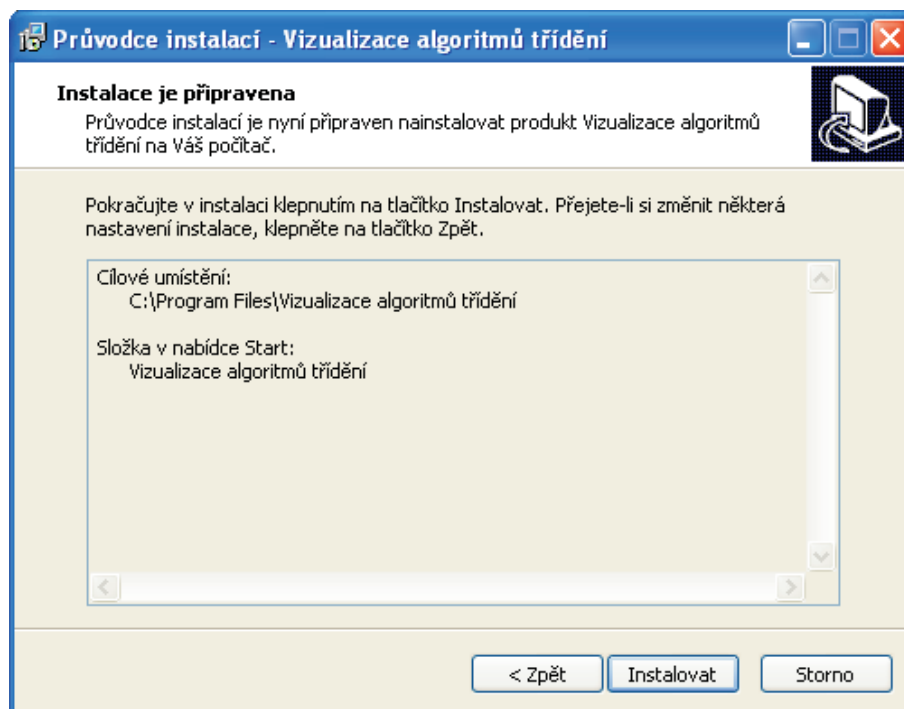 Průvodce instalací - Vizualizace algoritmů třídění
Instalace je připravena
Průvodce instalací je nyní připraven nainstalovat produkt Vizualizace algoritmů
třídění na Váš počítač.
Pokračujte v instalaci klepnutím na tlačítko Instalovat. Přejete-li si změnit některá
nastavení instalace, klepněte na tlačítko Zpět.
Cílové umístění:
C:\Program Files\Vizualizace algoritmů třídění
Složka v nabídce Start:
Vizualizace algoritmů třídění
< Zpět
Instalovat
Storno